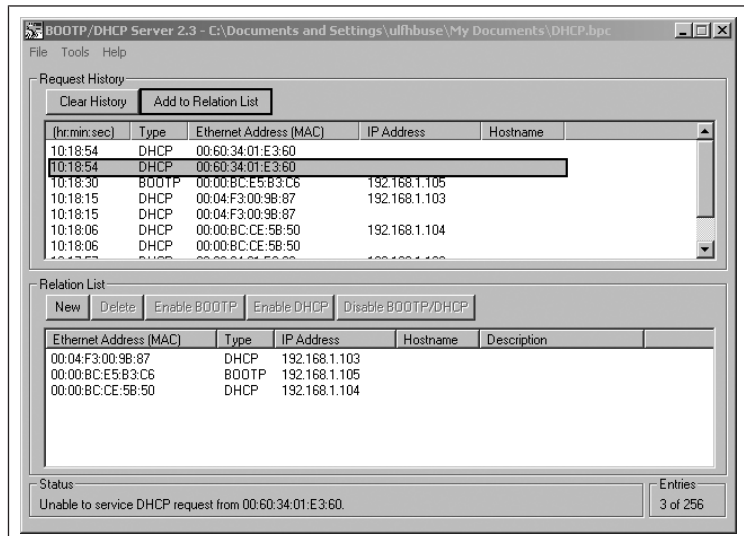 BOOTP/DHCP Server 2.3 - C:\Documents and Settings\ulfhbuse\My Documents\DHCP.bpc
File Tools Help
Request History
Clear History Add to Relation List
(hr:min:sec) Type Ethernet Address (MAC) IP Address Hostname
10:18:54 DHCP 00:60:34:01:E3:60
10:18:54 DHCP 00:60:34:01:E3:60
10:18:30 BOOTP 00:00:BC:E5:B3:C6 192.168.1.105
10:18:15 DHCP 00:04:F3:00:9B:87 192.168.1.103
10:18:15 DHCP 00:04:F3:00:9B:87
10:18:06 DHCP 00:00:BC:CE:5B:50 192.168.1.104
10:18:06 DHCP 00:00:BC:CE:5B:50
Relation List
New Delete Enable BOOTP Enable DHCP Disable BOOTP/DHCP
Ethernet Address (MAC) Type IP Address Hostname Description
00:04:F3:00:9B:87 DHCP 192.168.1.103
00:00:BC:E5:B3:C6 BOOTP 192.168.1.105
00:00:BC:CE:5B:50 DHCP 192.168.1.104
Status
Unable to service DHCP request from 00:60:34:01:E3:60.
Entries
3 of 256